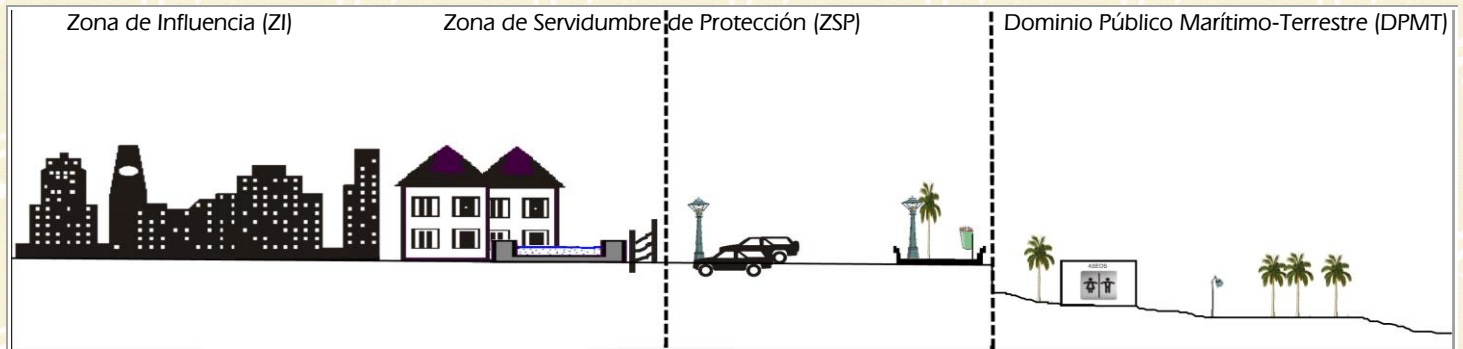 Zona de Influencia (ZI) Zona de Servidumbre de Protección (ZSP) Dominio Público Marítimo-Terrestre (DPMT)
ASEOS